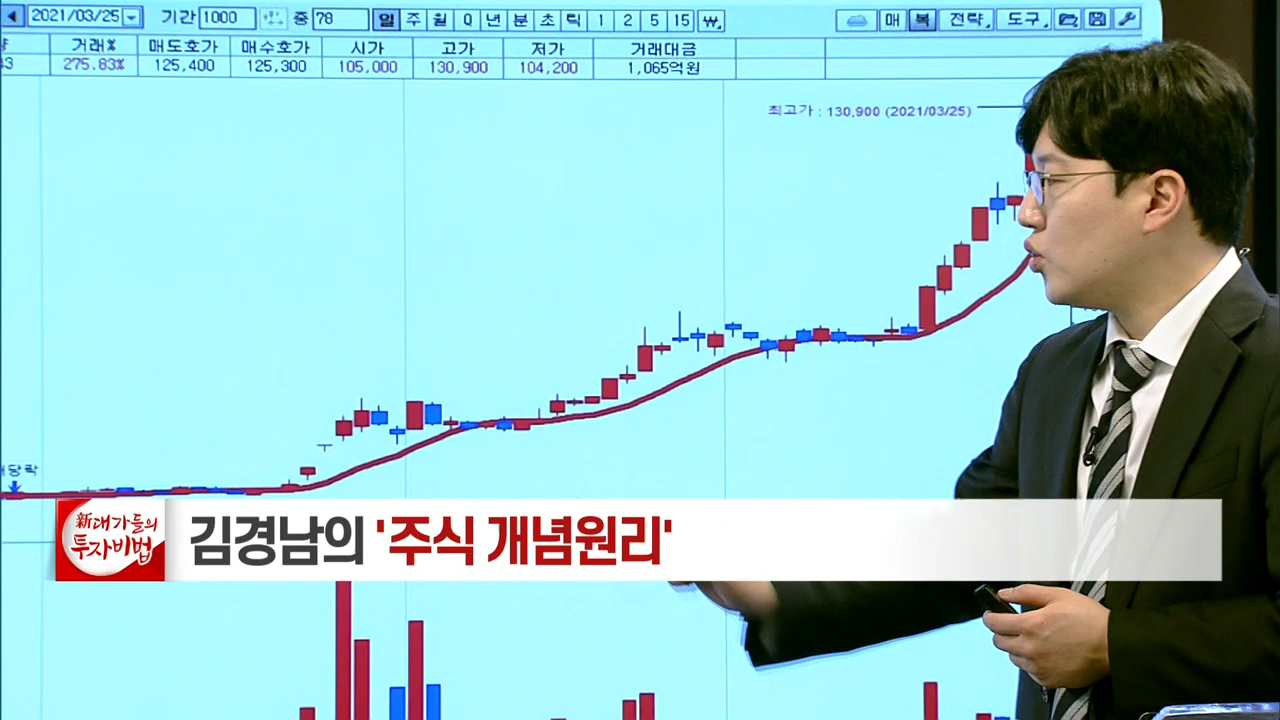 2021/03/25 기간 1000 중 78 일 주 월 Q 년 분 초 틱 1 2 5 15 ₩ 매 복 전략 도구
거래% 매도호가 매수호가 시가 고가 저가 거래대금
43 275.83% 125,400 125,300 105,000 130,900 104,200 1,065억원
최고가 : 130,900 (2021/03/25)
배당락
新대가들의
투자비법
김경남의 '주식 개념원리'